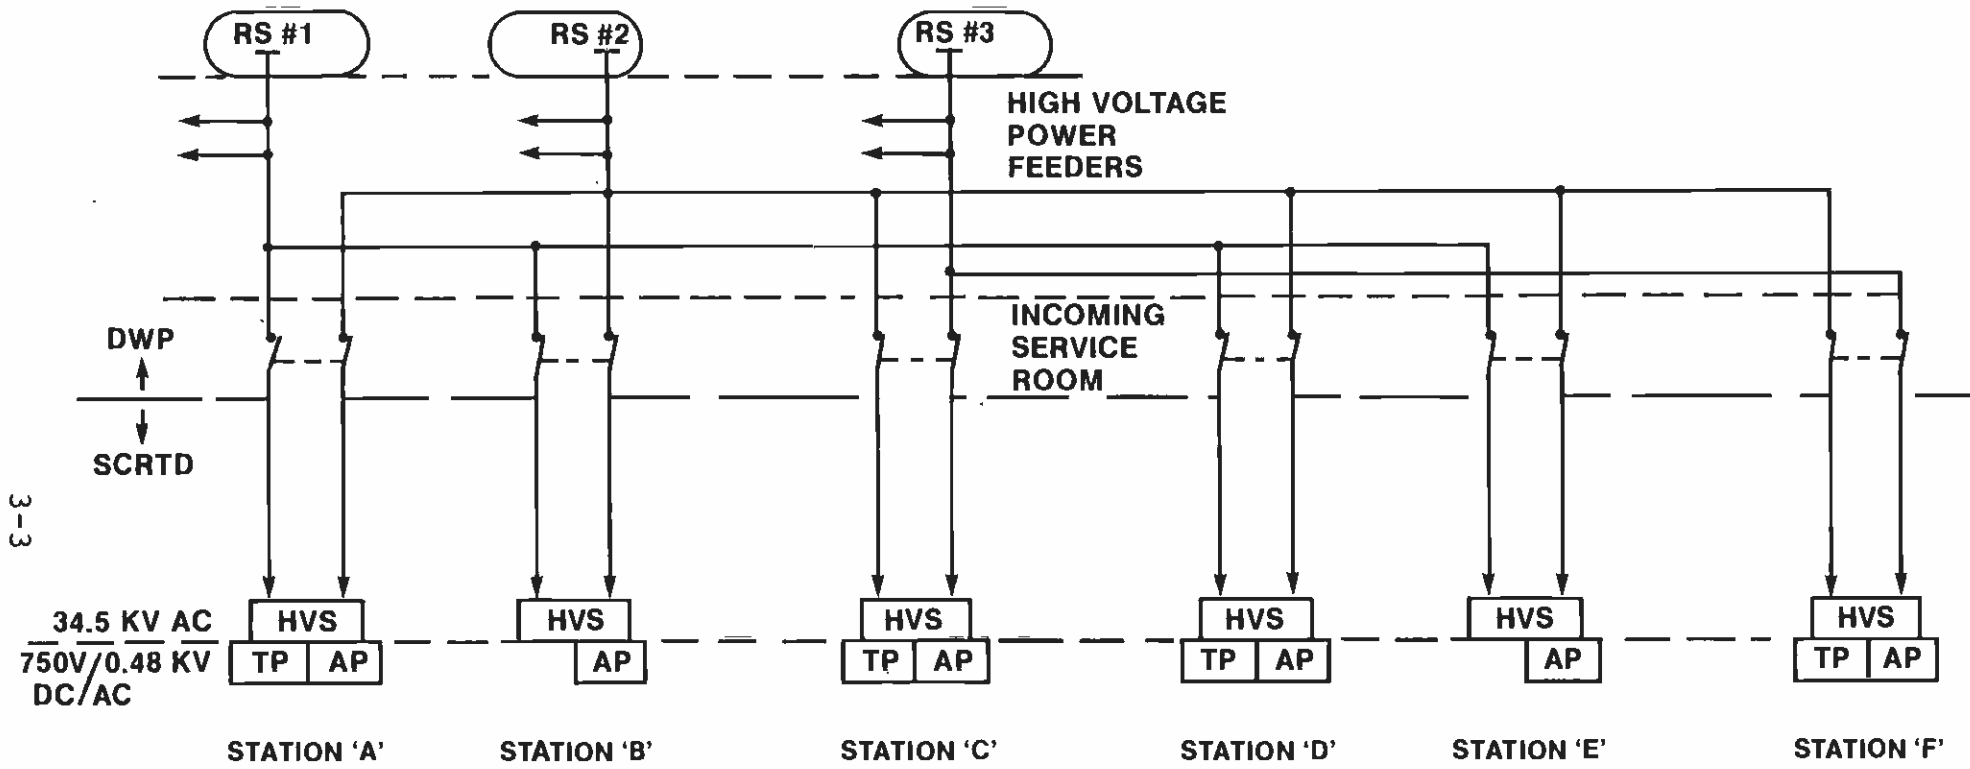 RS #1
RS #2
RS #3
HIGH VOLTAGE
POWER
FEEDERS
INCOMING
SERVICE
ROOM
DWP
SCRTD
3-3
34.5 KV AC
750V/0.48 KV
DC/AC
HVS
TP AP
STATION 'A'
HVS
AP
STATION 'B'
HVS
TP AP
STATION 'C'
HVS
TP AP
STATION 'D'
HVS
AP
STATION 'E'
HVS
TP AP
STATION 'F'